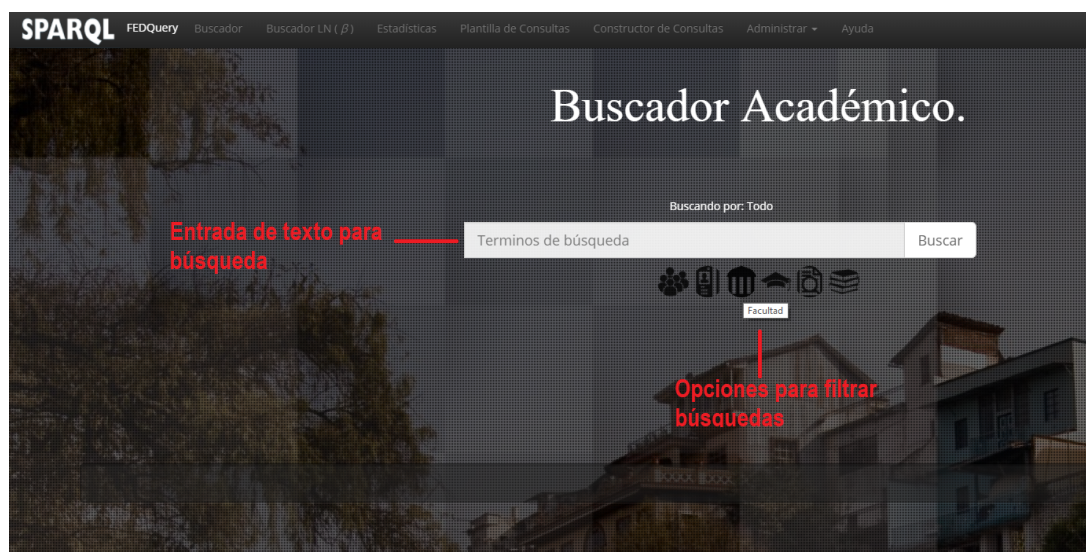 SPARQL FEDQuery Buscador Buscador LN ( β ) Estadísticas Plantilla de Consultas Constructor de Consultas Administrar Ayuda
Buscador Académico.
Buscando por: Todo
Entrada de texto para
búsqueda
Terminos de búsqueda Buscar
Facultad
Opciones para filtrar
búsquedas